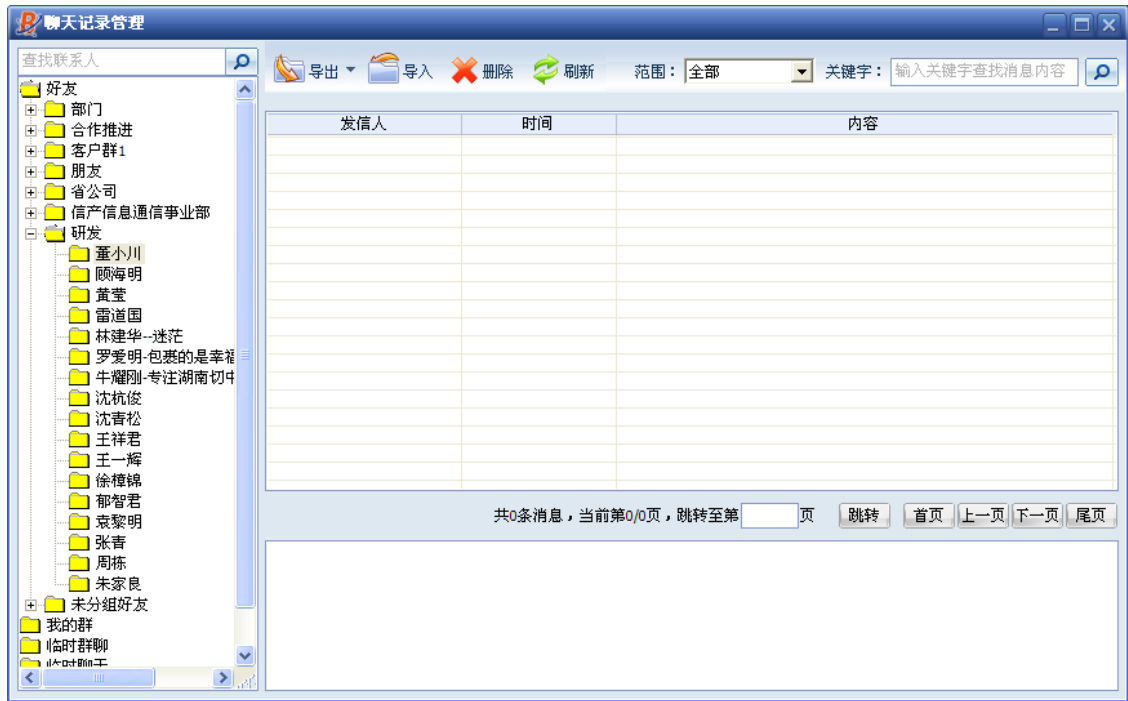 聊天记录管理
查找联系人
好友
部门
合作推进
客户群1
朋友
省公司
信产信息通信事业部
研发
董小川
顾海明
黄莹
雷道国
林建华--迷茫
罗爱明-包裹的是幸福
牛耀刚-专注湖南切中
沈杭俊
沈青松
王祥君
王一辉
徐樟锦
郁智君
袁黎明
张青
周栋
朱家良
未分组好友
我的群
临时群聊
临时聊天
导出 导入 删除 刷新 范围： 全部 关键字： 输入关键字查找消息内容
发信人 时间 内容
共0条消息，当前第0/0页，跳转至第 页 跳转 首页 上一页 下一页 尾页